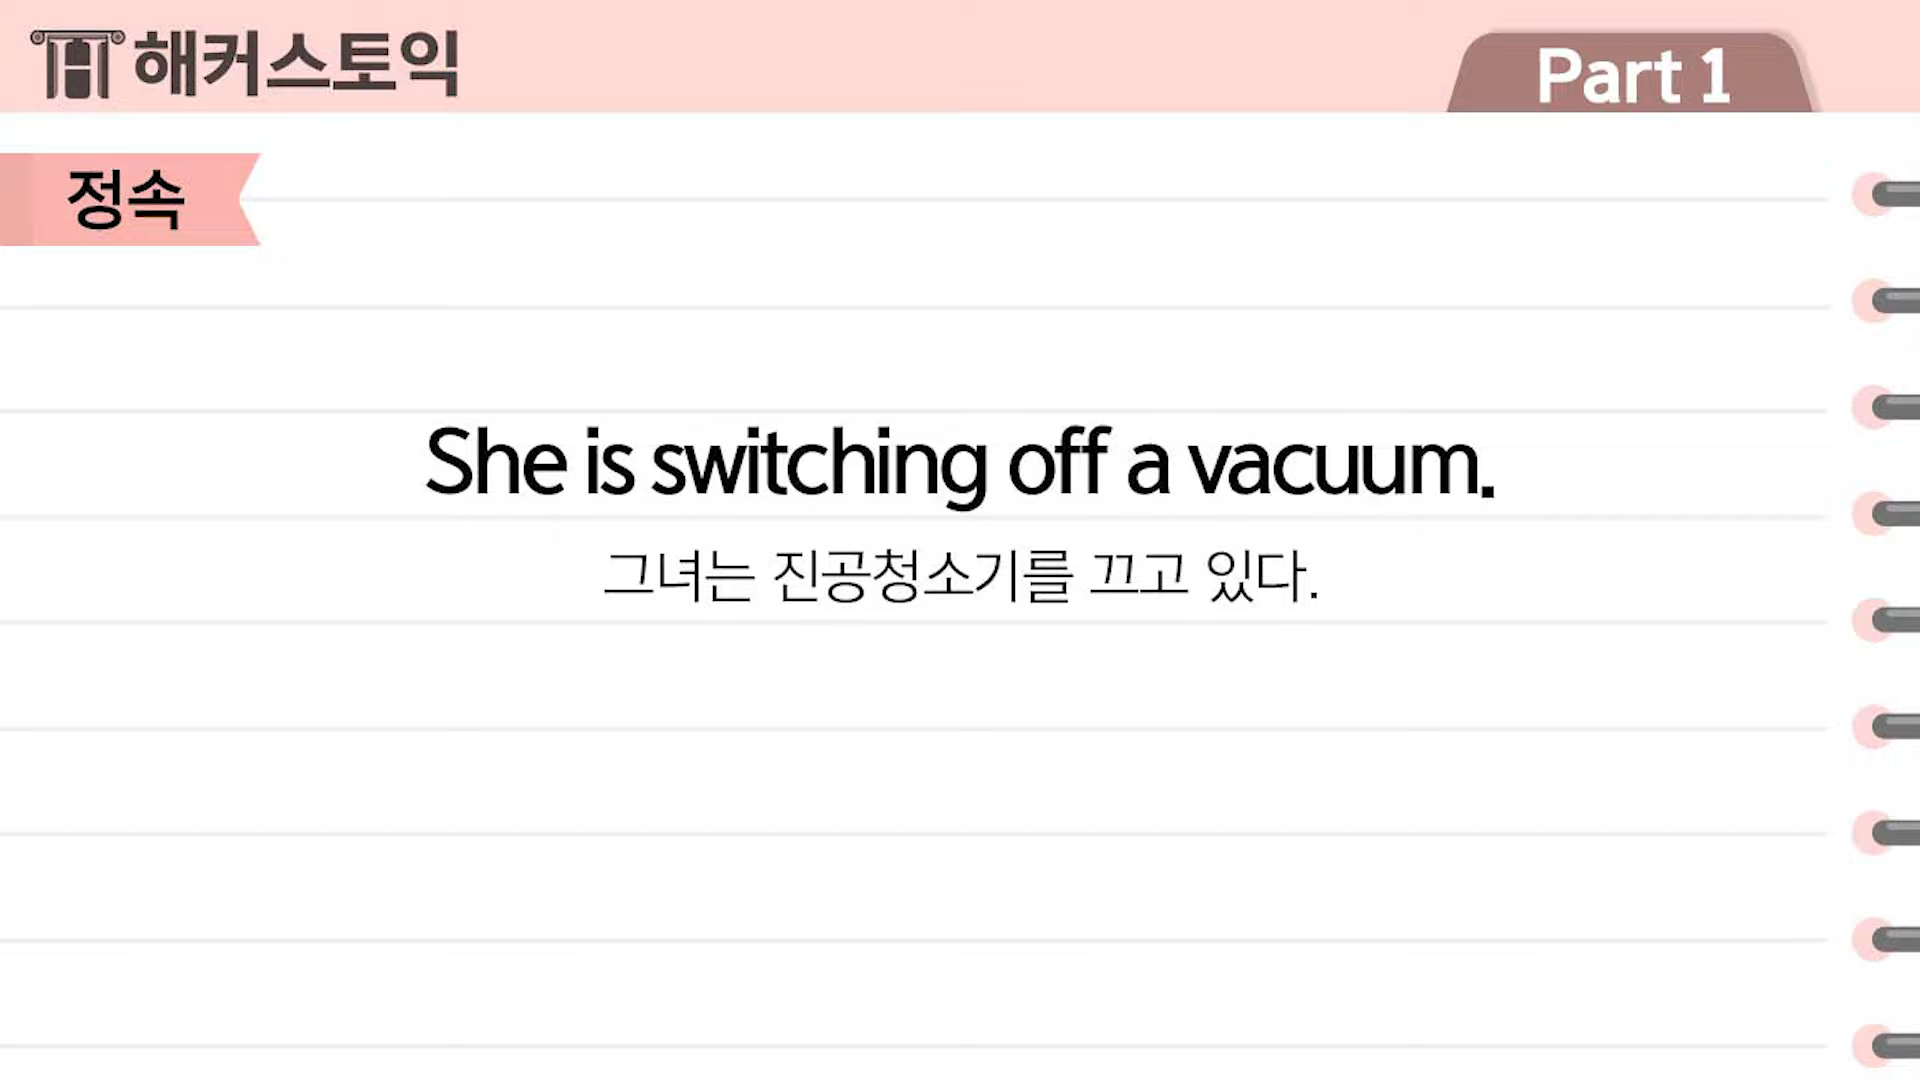 해커스토익
Part 1
정속
She is switching off a vacuum.
그녀는 진공청소기를 끄고 있다.